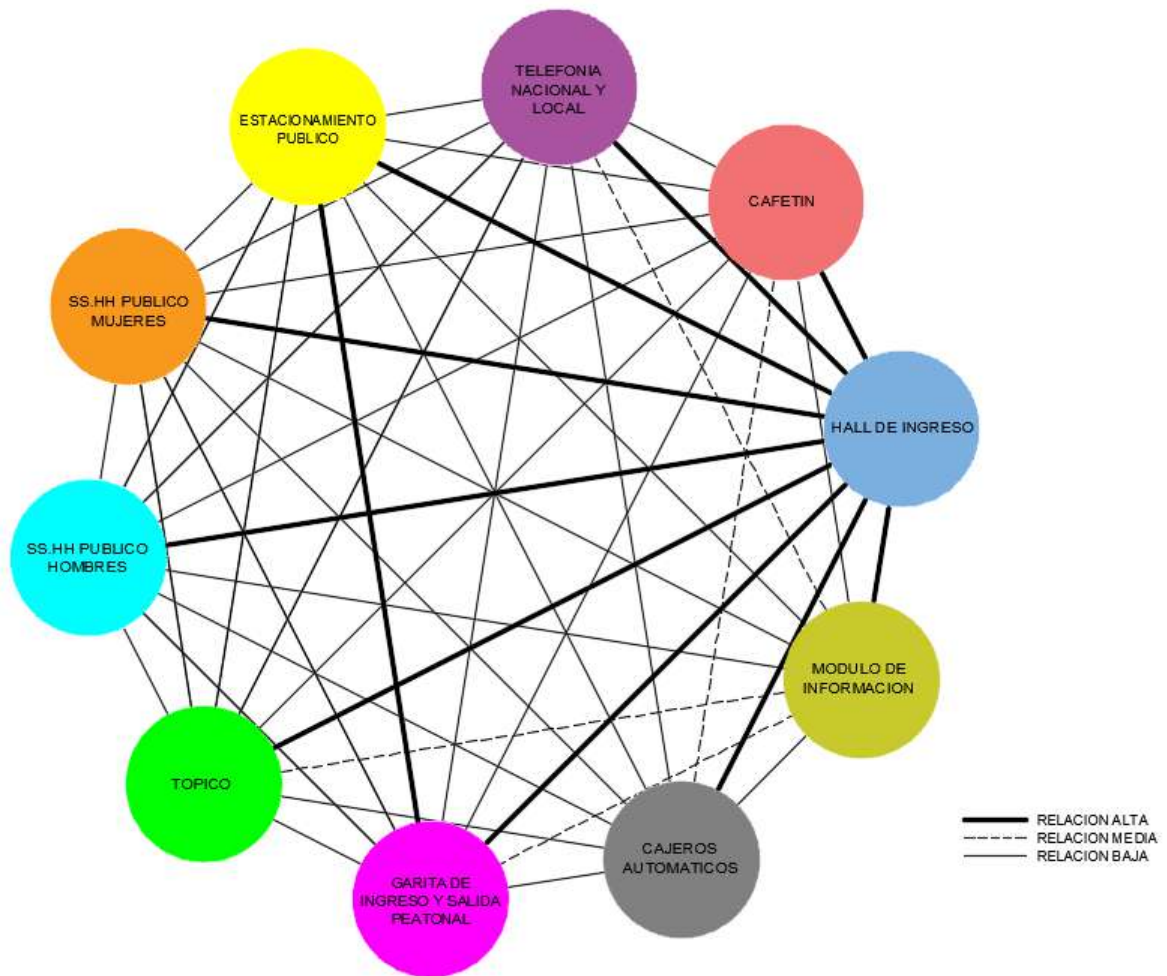 TELEFONIA
NACIONAL Y
LOCAL
ESTACIONAMIENTO
PUBLICO
CAFETIN
SS.HH PUBLICO
MUJERES
HALL DE INGRESO
SS.HH PUBLICO
HOMBRES
MODULO DE
INFORMACION
TOPICO
CAJEROS
AUTOMATICOS
GARITA DE
INGRESO Y SALIDA
PEATONAL
RELACION ALTA
RELACION MEDIA
RELACION BAJA